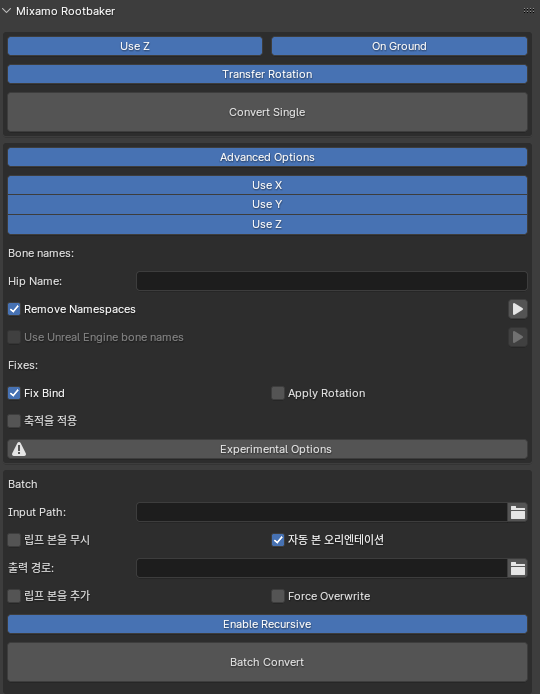 Mixamo Rootbaker
Use Z On Ground
Transfer Rotation
Convert Single
Advanced Options
Use X
Use Y
Use Z
Bone names:
Hip Name:
Remove Namespaces
Use Unreal Engine bone names
Fixes:
Fix Bind Apply Rotation
축적을 적용
Experimental Options
Batch
Input Path:
립프 본을 무시 자동 본 오리엔테이션
출력 경로:
립프 본을 추가 Force Overwrite
Enable Recursive
Batch Convert